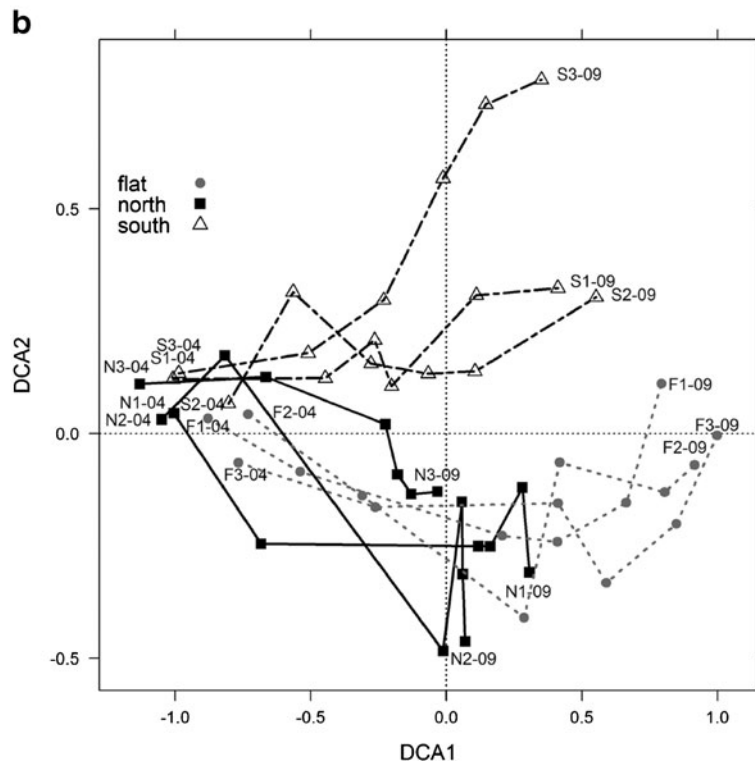 b
S3-09
flat
north
south
0.5
S1-09
S2-09
S3-04
S1-04
N3-04
F1-09
N1-04
S2-04
N2-04
F1-04
F2-04
F3-09
F2-09
0.0
F3-04
N3-09
N1-09
N2-09
-0.5
-1.0 -0.5 0.0 0.5 1.0
DCA1
DCA2